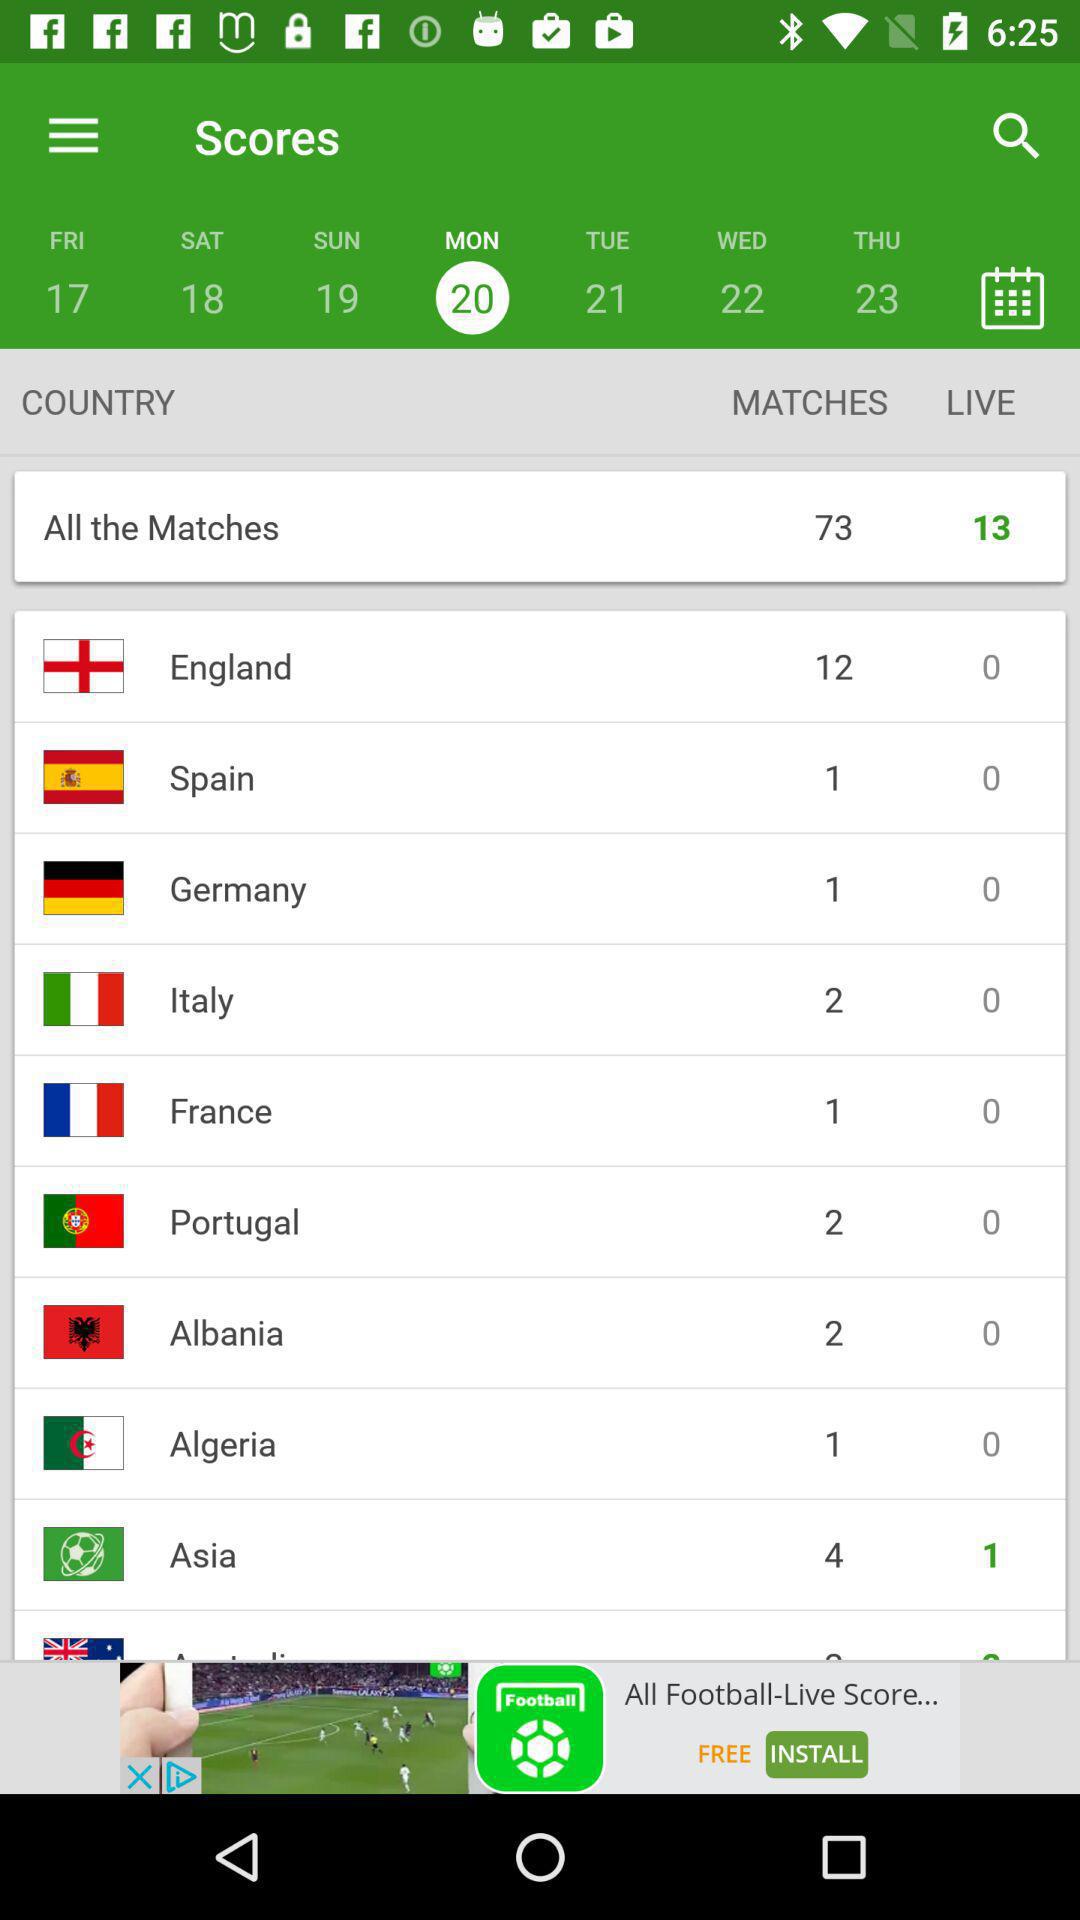 6:25
Scores
FRI SAT SUN MON TUE WED THU
17 18 19 20 21 22 23
COUNTRY MATCHES LIVE
All the Matches 73 13
England 12 0
Spain 1 0
Germany 1 0
Italy 2 0
France 1 0
Portugal 2 0
Albania 2 0
Algeria 1 0
Asia 4 1
Football
All Football-Live Score...
FREE INSTALL